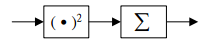 ( • )² Σ